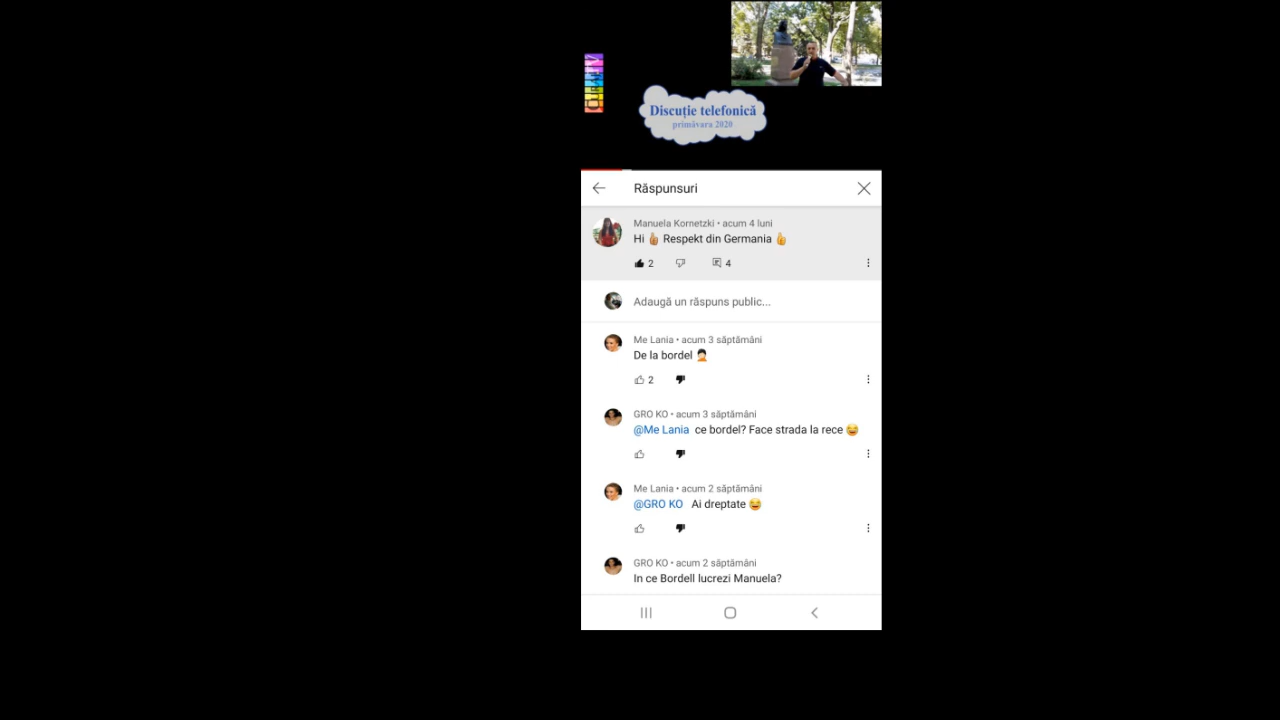 Discuție telefonică
primăvara 2020
Răspunsuri
Manuela Kornetzki • acum 4 luni
Hi 👍 Respekt din Germania 👍
2
4
Adaugă un răspuns public...
Me Lania • acum 3 săptămâni
De la bordel 🤦
2
GRO KO • acum 3 săptămâni
@Me Lania ce bordel? Face strada la rece 😂
Me Lania • acum 2 săptămâni
@GRO KO Ai dreptate 😂
GRO KO • acum 2 săptămâni
In ce Bordell lucrezi Manuela?